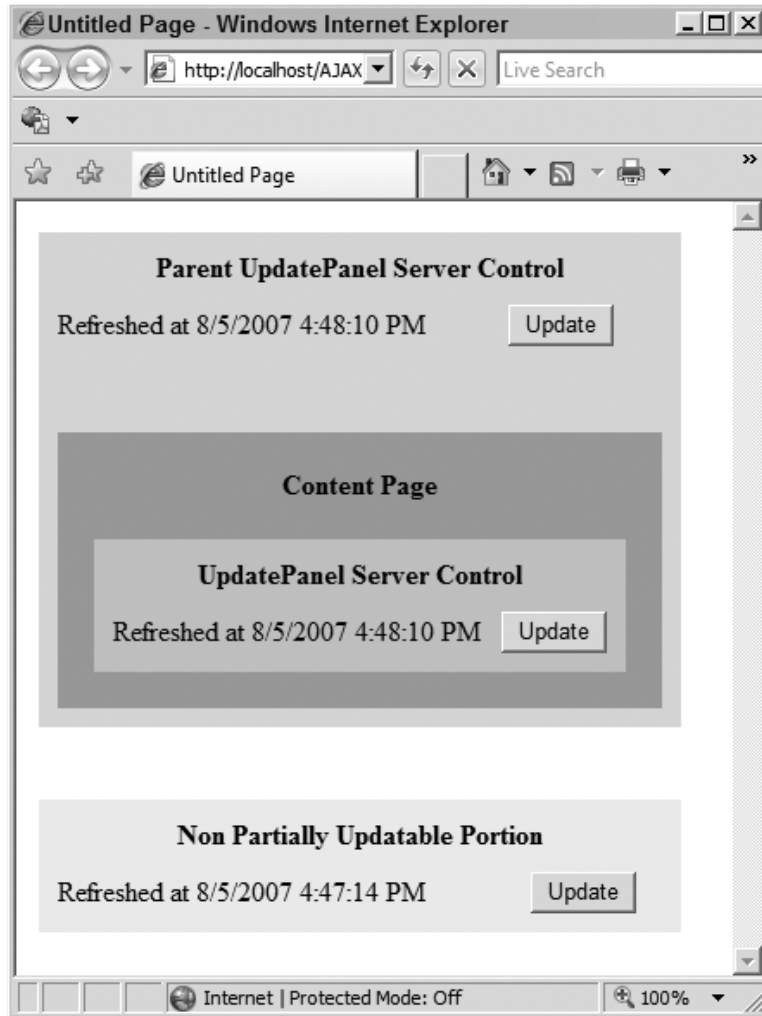 Untitled Page - Windows Internet Explorer
http://localhost/AJAX
Live Search
Untitled Page
»
Parent UpdatePanel Server Control
Refreshed at 8/5/2007 4:48:10 PM Update
Content Page
UpdatePanel Server Control
Refreshed at 8/5/2007 4:48:10 PM Update
Non Partially Updatable Portion
Refreshed at 8/5/2007 4:47:14 PM Update
Internet | Protected Mode: Off 100%